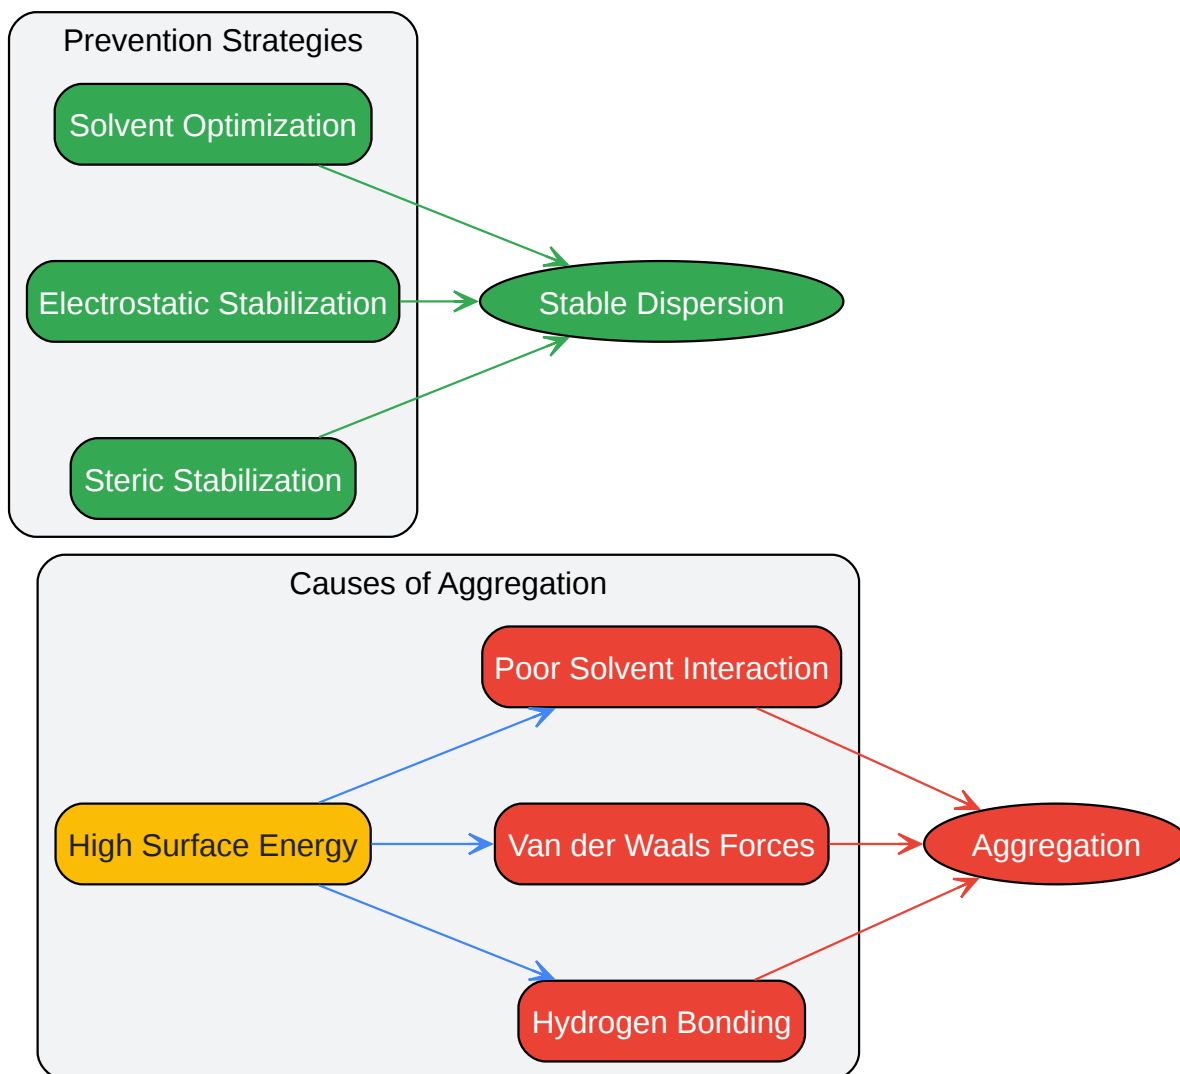 Prevention Strategies
Solvent Optimization
Electrostatic Stabilization
Stable Dispersion
Steric Stabilization
Causes of Aggregation
Poor Solvent Interaction
High Surface Energy
Van der Waals Forces
Aggregation
Hydrogen Bonding